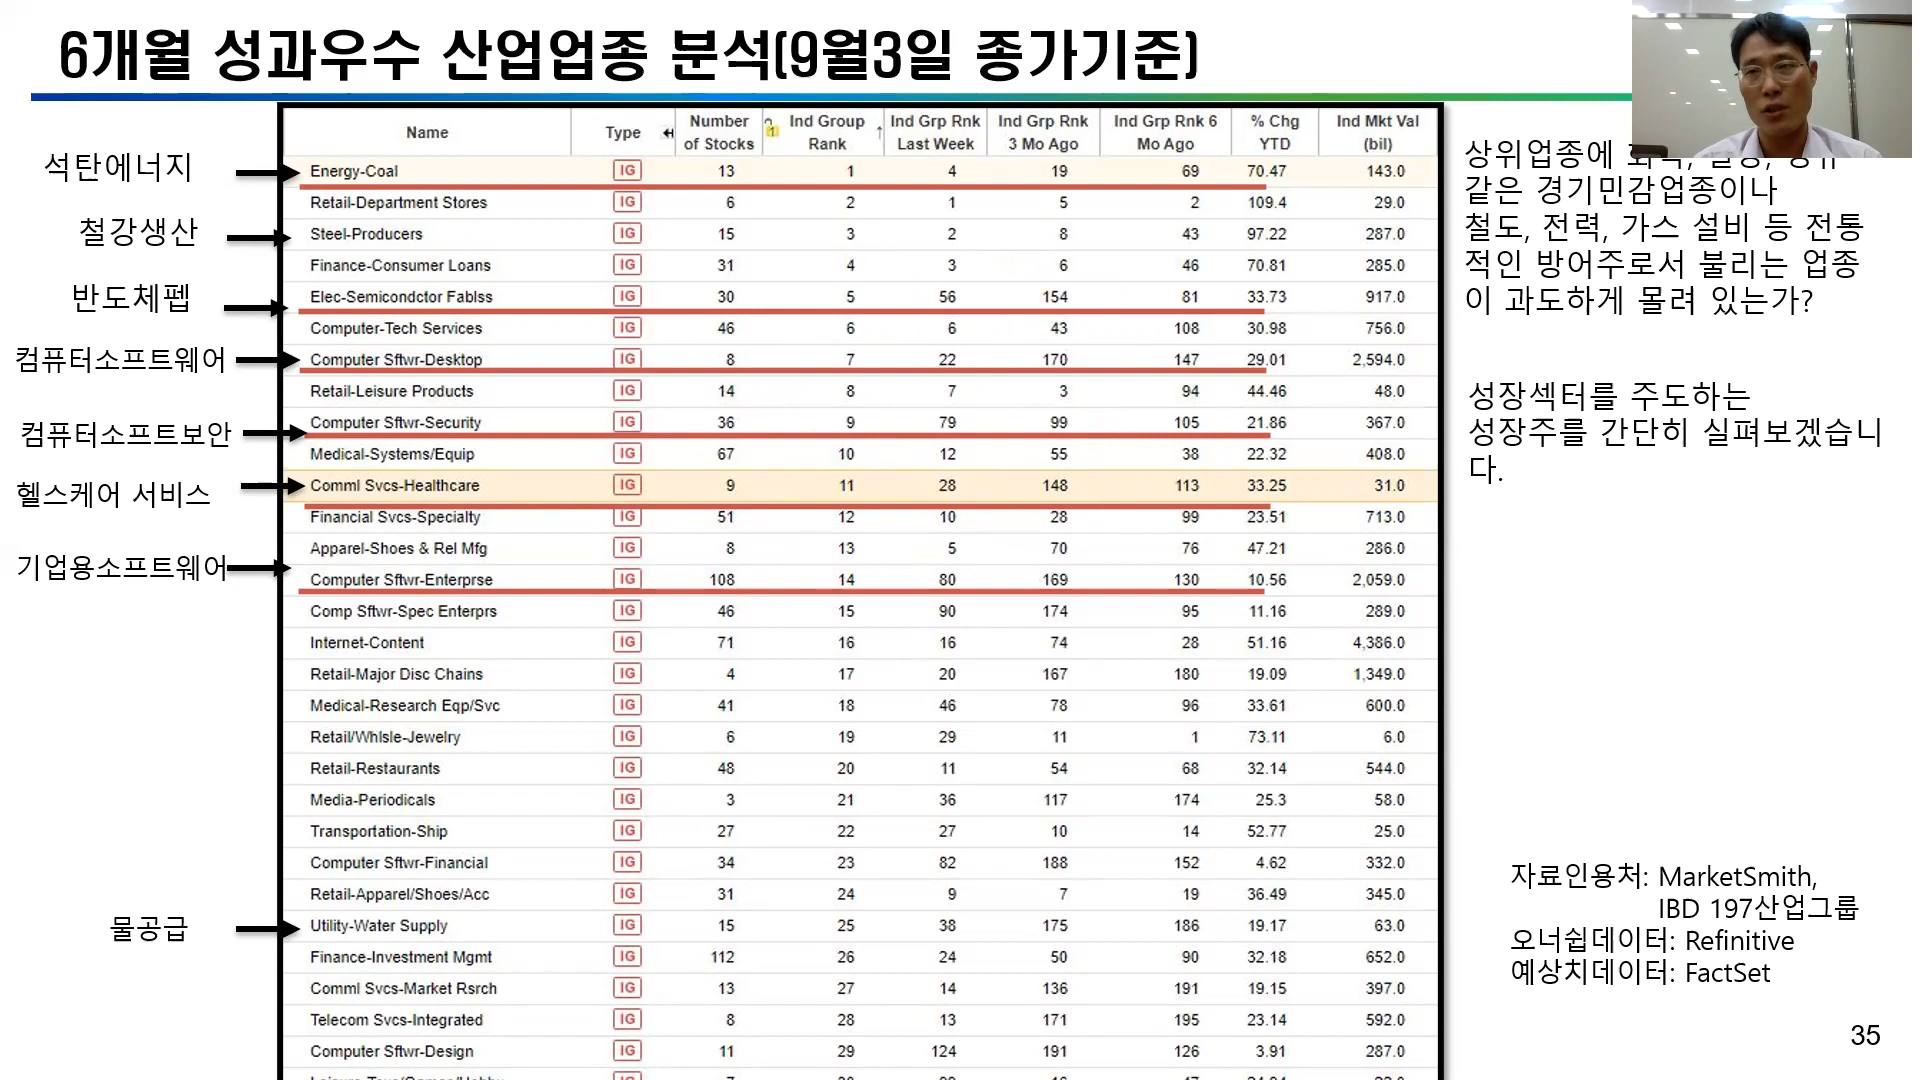 6개월 성과우수 산업업종 분석(9월3일 종가기준)
Name Type Number of Stocks Ind Group Rank Ind Grp Rnk Last Week Ind Grp Rnk 3 Mo Ago Ind Grp Rnk 6 Mo Ago % Chg YTD Ind Mkt Val (bil)
석탄에너지
Energy-Coal IG 13 1 4 19 69 70.47 143.0
Retail-Department Stores IG 6 2 1 5 2 109.4 29.0
철강생산
Steel-Producers IG 15 3 2 8 43 97.22 287.0
Finance-Consumer Loans IG 31 4 3 6 46 70.81 285.0
반도체펩
Elec-Semicondctor Fablss IG 30 5 56 154 81 33.73 917.0
Computer-Tech Services IG 46 6 6 43 108 30.98 756.0
컴퓨터소프트웨어
Computer Sftwr-Desktop IG 8 7 22 170 147 29.01 2,594.0
Retail-Leisure Products IG 14 8 7 3 94 44.46 48.0
컴퓨터소프트보안
Computer Sftwr-Security IG 36 9 79 99 105 21.86 367.0
Medical-Systems/Equip IG 67 10 12 55 38 22.32 408.0
헬스케어 서비스
Comml Svcs-Healthcare IG 9 11 28 148 113 33.25 31.0
Financial Svcs-Specialty IG 51 12 10 28 99 23.51 713.0
Apparel-Shoes & Rel Mfg IG 8 13 5 70 76 47.21 286.0
기업용소프트웨어
Computer Sftwr-Enterprse IG 108 14 80 169 130 10.56 2,059.0
Comp Sftwr-Spec Enterprs IG 46 15 90 174 95 11.16 289.0
Internet-Content IG 71 16 16 74 28 51.16 4,386.0
Retail-Major Disc Chains IG 4 17 20 167 180 19.09 1,349.0
Medical-Research Eqp/Svc IG 41 18 46 78 96 33.61 600.0
Retail/Whlsle-Jewelry IG 6 19 29 11 1 73.11 6.0
Retail-Restaurants IG 48 20 11 54 68 32.14 544.0
Media-Periodicals IG 3 21 36 117 174 25.3 58.0
Transportation-Ship IG 27 22 27 10 14 52.77 25.0
Computer Sftwr-Financial IG 34 23 82 188 152 4.62 332.0
Retail-Apparel/Shoes/Acc IG 31 24 9 7 19 36.49 345.0
물공급
Utility-Water Supply IG 15 25 38 175 186 19.17 63.0
Finance-Investment Mgmt IG 112 26 24 50 90 32.18 652.0
Comml Svcs-Market Rsrch IG 13 27 14 136 191 19.15 397.0
Telecom Svcs-Integrated IG 8 28 13 171 195 23.14 592.0
Computer Sftwr-Design IG 11 29 124 191 126 3.91 287.0
상위업종에
같은 경기민감업종이나
철도, 전력, 가스 설비 등 전통
적인 방어주로서 불리는 업종
이 과도하게 몰려 있는가?
성장섹터를 주도하는
성장주를 간단히 실펴보겠습니
다.
자료인용처: MarketSmith,
IBD 197산업그룹
오너쉽데이터: Refinitive
예상치데이터: FactSet
35